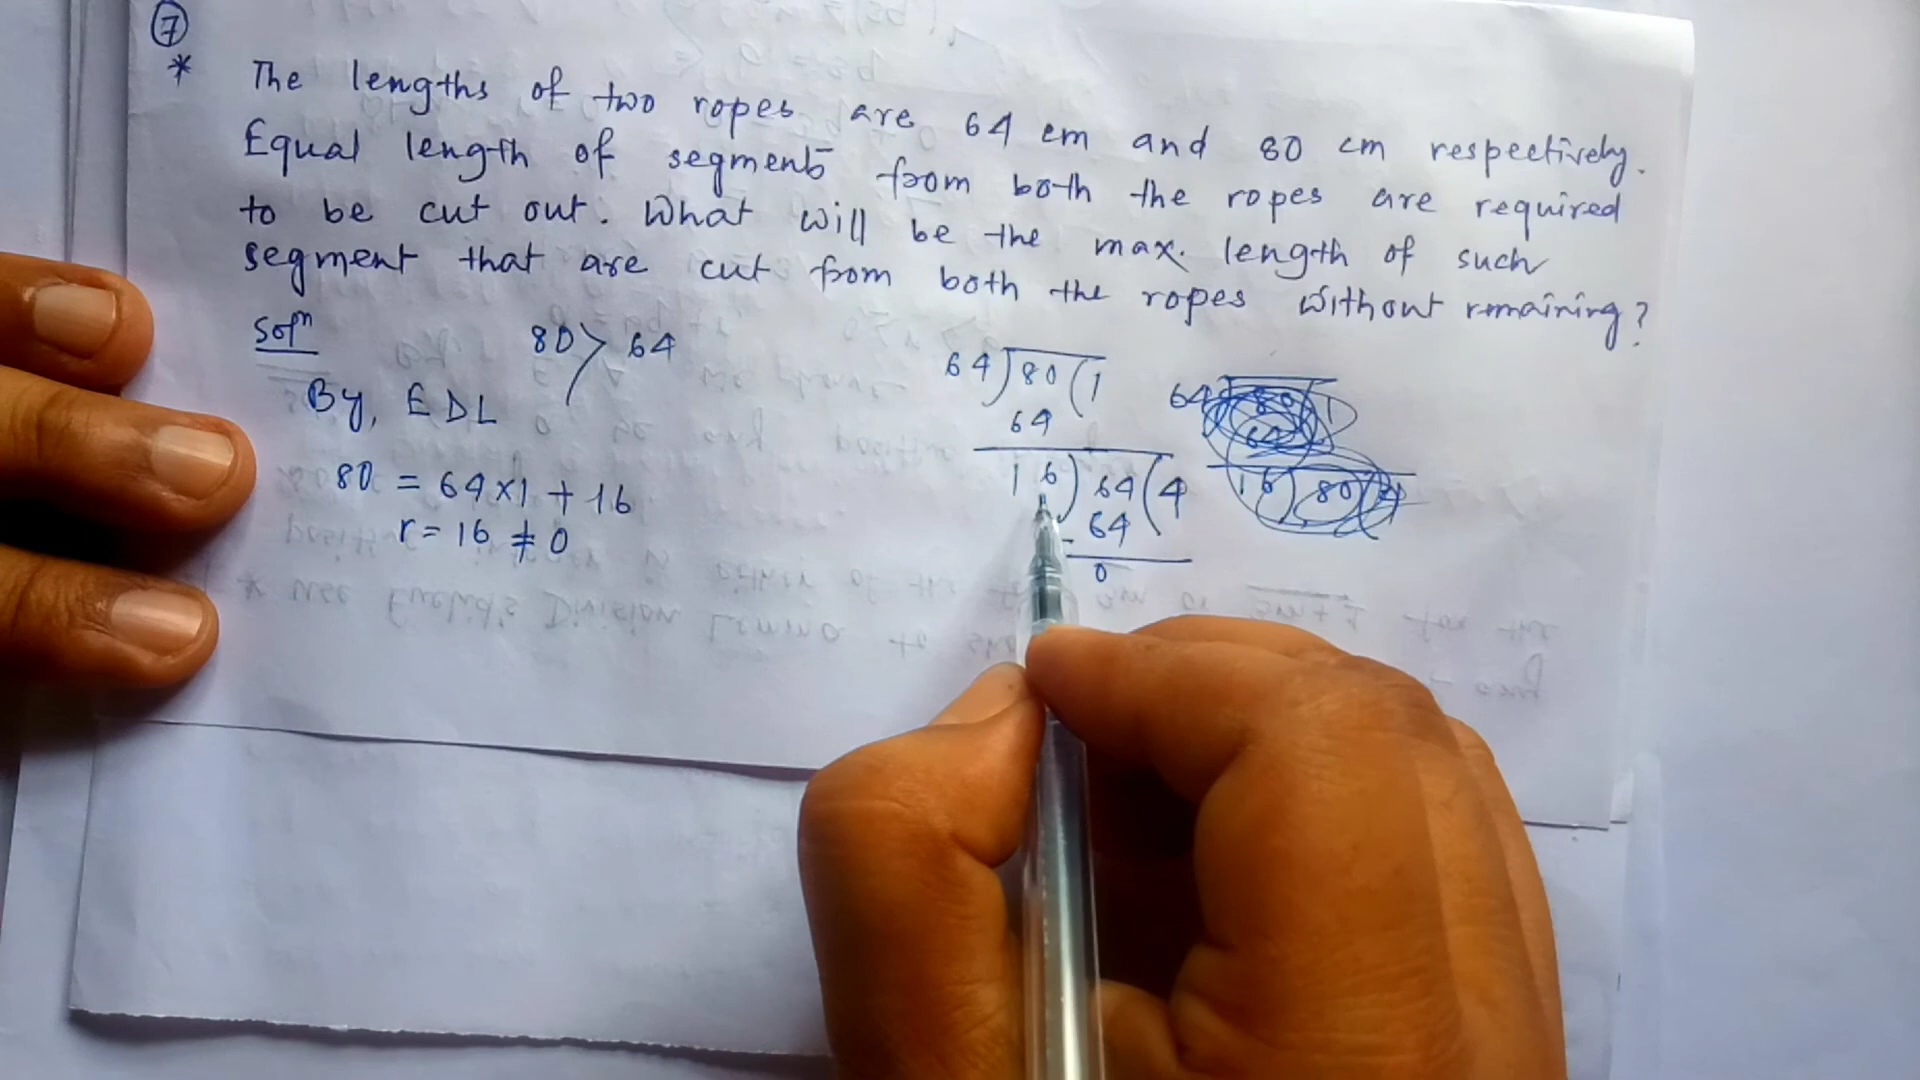 7
* The lengths of two ropes are 64 cm and 80 cm respectively.
Equal length of segments from both the ropes are required
to be cut out. What will be the max. length of such
segment that are cut from both the ropes without remaining?
Solⁿ
80 > 64
By, EDL
80 = 64×1 + 16
r = 16 ≠ 0
64)80(1
64
16)64(4
- 64
0
64